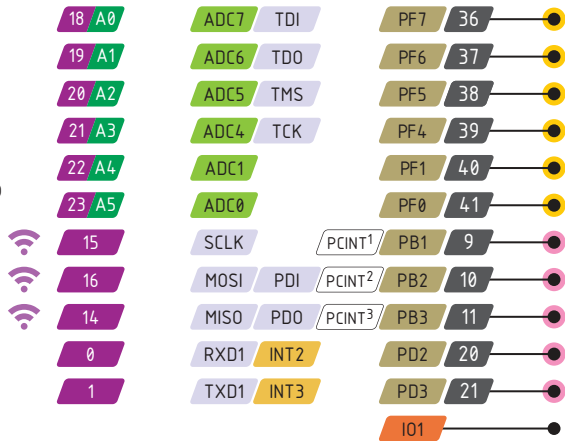 18 A0 ADC7 TDI PF7 36
19 A1 ADC6 TDO PF6 37
20 A2 ADC5 TMS PF5 38
21 A3 ADC4 TCK PF4 39
22 A4 ADC1 PF1 40
23 A5 ADC0 PF0 41
15 SCLK PCINT1 PB1 9
16 MOSI PDI PCINT2 PB2 10
14 MISO PDO PCINT3 PB3 11
0 RXD1 INT2 PD2 20
1 TXD1 INT3 PD3 21
IO1